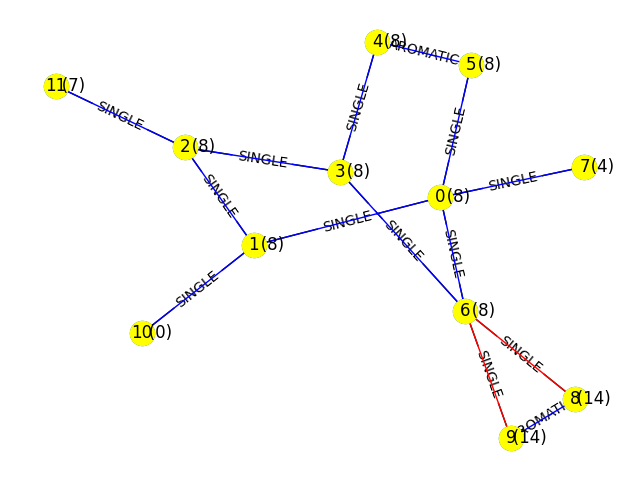 4(8)
AROMATIC
5(8)
11(7)
SINGLE
SINGLE
SINGLE
2(8)
SINGLE
3(8)
7(4)
SINGLE
SINGLE
0(8)
SINGLE
SINGLE
1(8)
SINGLE
SINGLE
SINGLE
10(0)
6(8)
SINGLE
SINGLE
8(14)
AROMATIC
9(14)